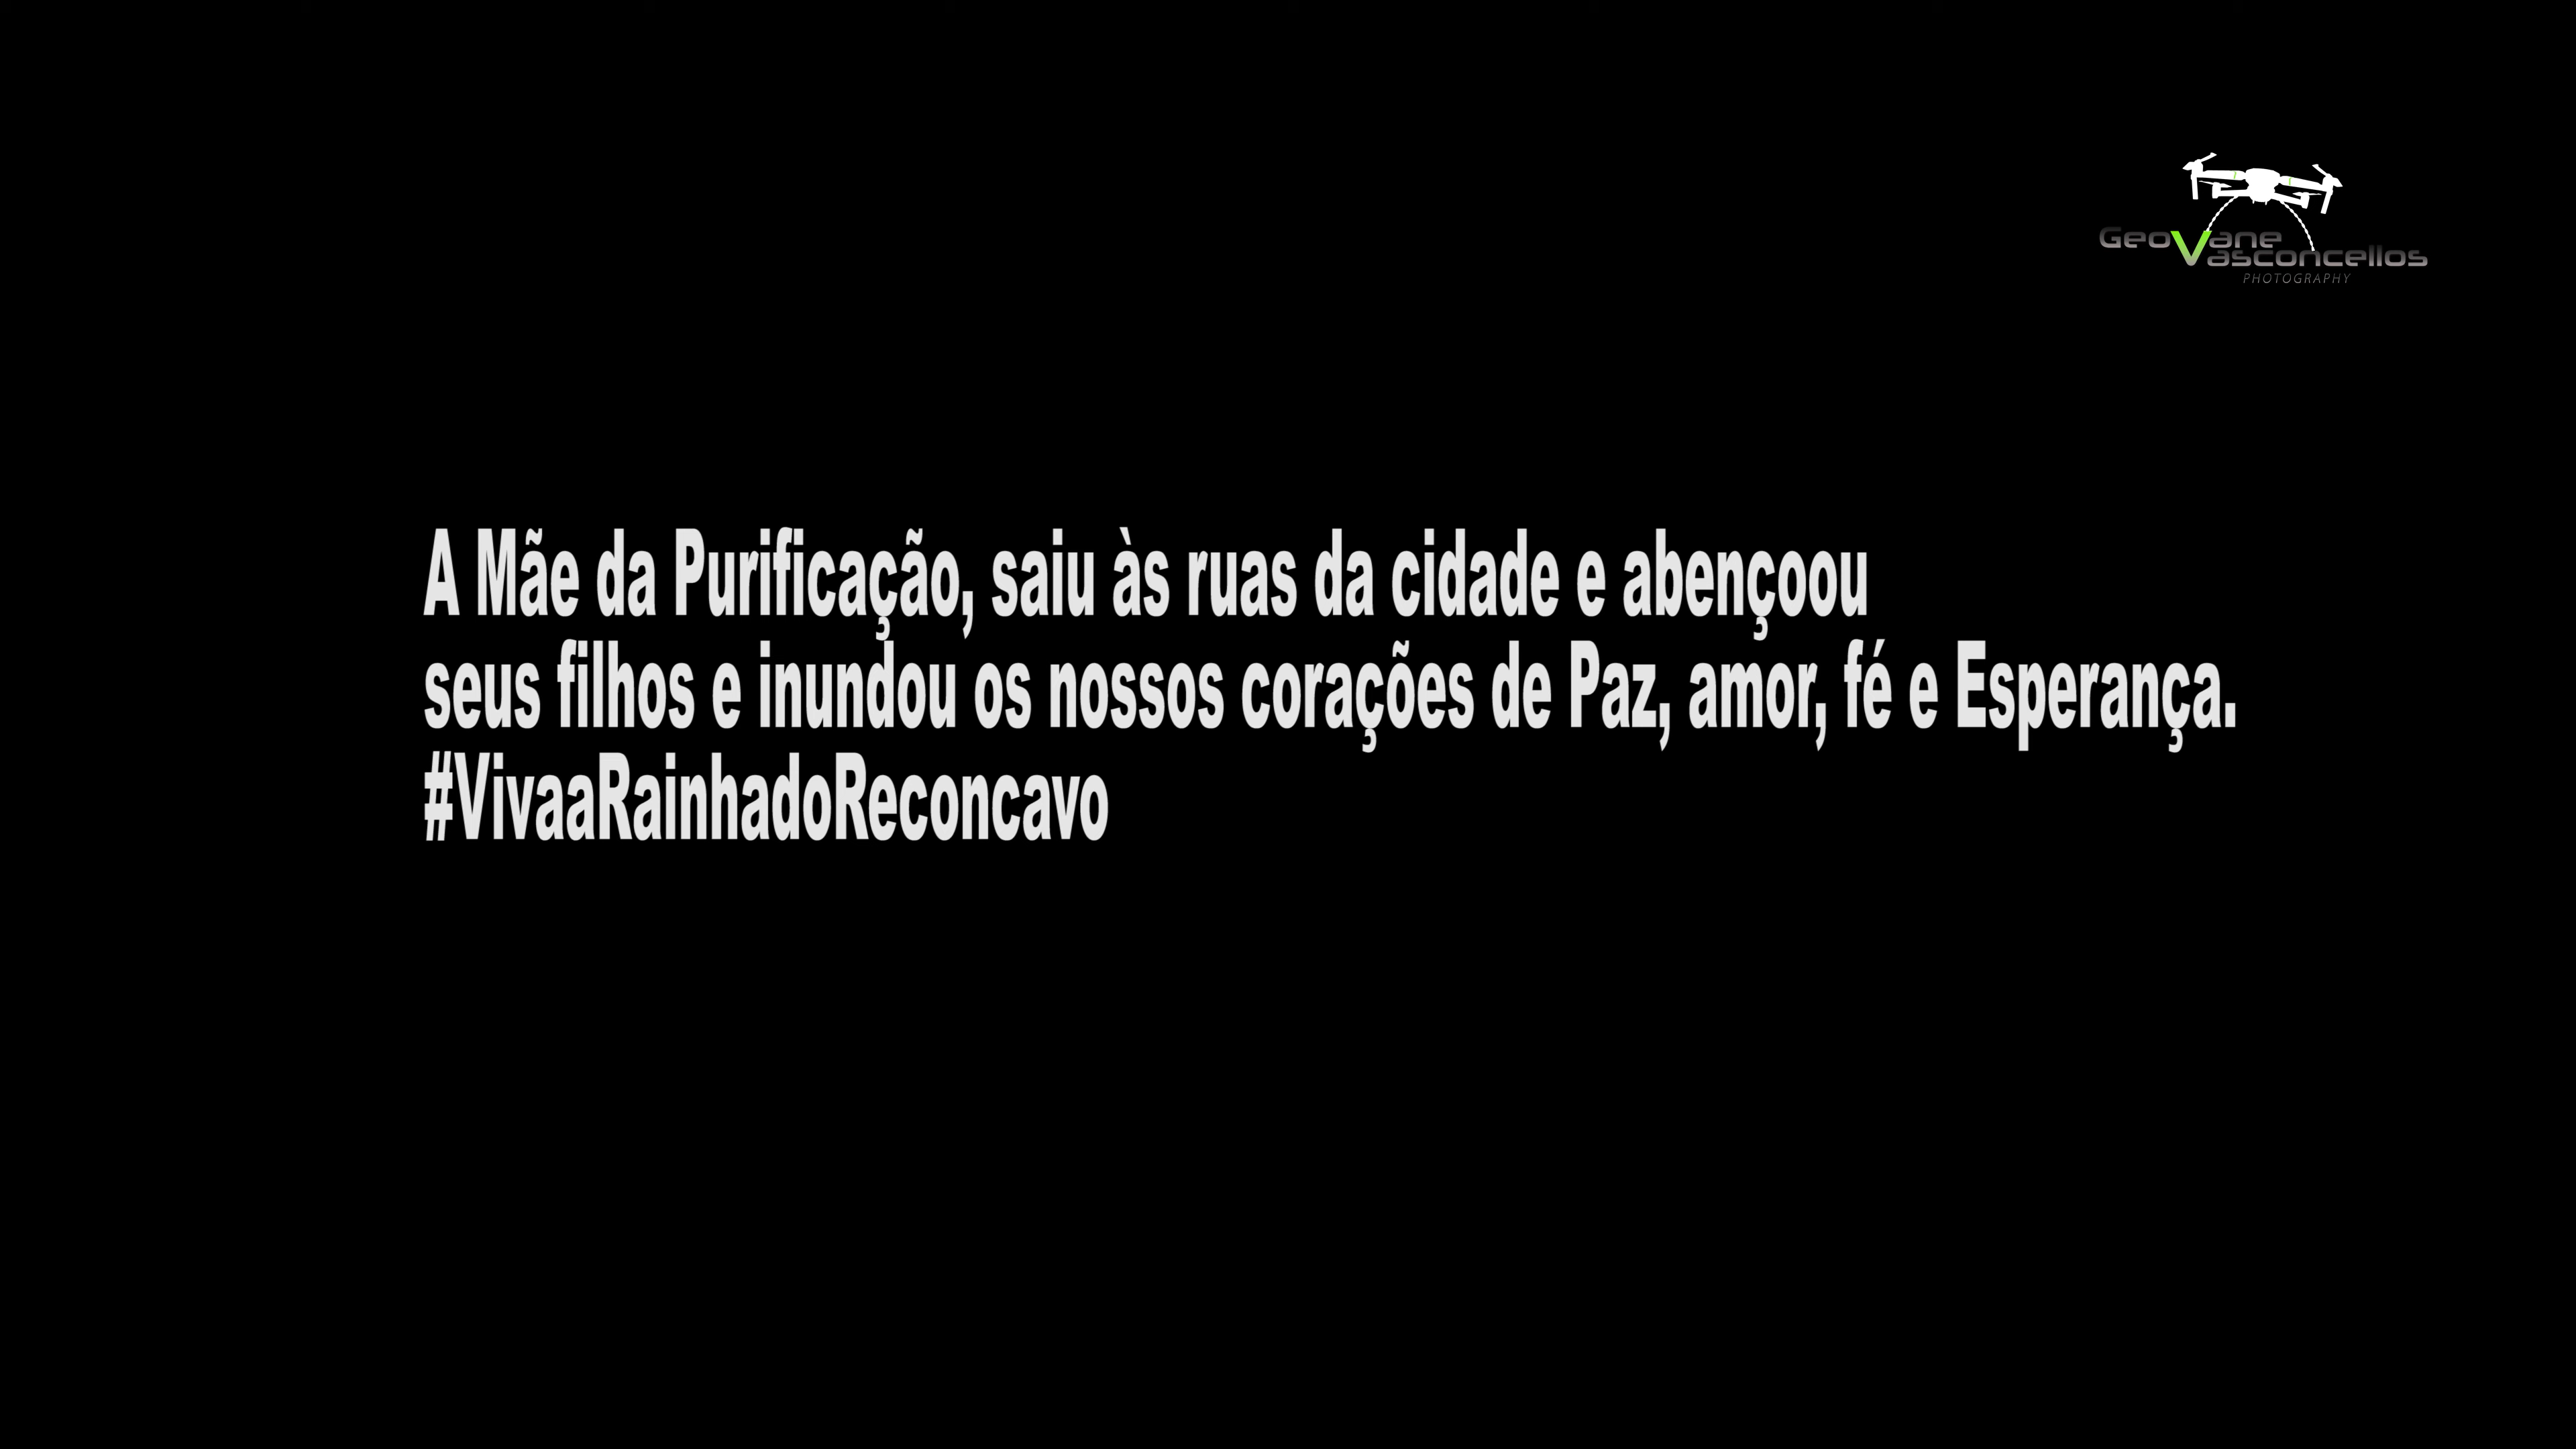 GeoVane
Vasconcellos
PHOTOGRAPHY
A Mãe da Purificação, saiu às ruas da cidade e abençoou
seus filhos e inundou os nossos corações de Paz, amor, fé e Esperança.
#VivaaRainhadoReconcavo